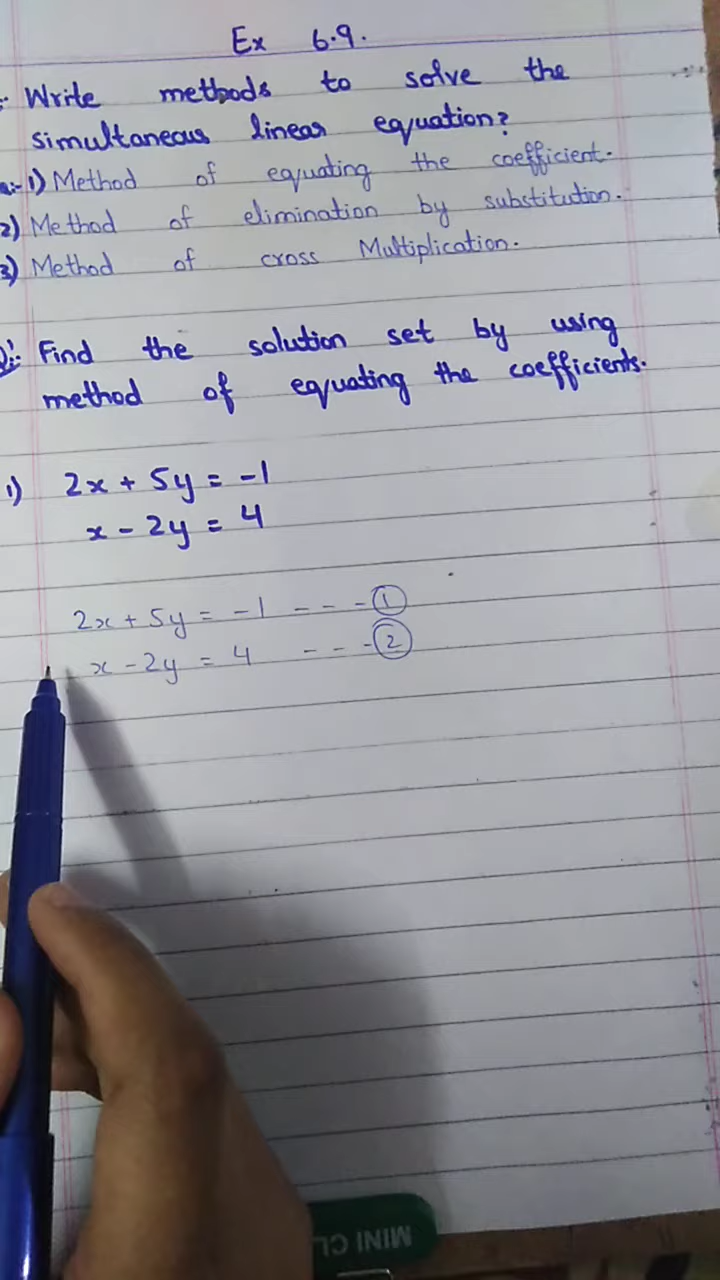 Ex 6.9.
Write methods to solve the
simultaneous linear equation?
1) Method of equating the coefficient.
2) Method of elimination by substitution.
3) Method of cross Multiplication.
Find the solution set by using
method of equating the coefficients.
1) 2x + 5y = -1
x - 2y = 4
2x + 5y = -1 - - - ①
x - 2y = 4 - - - ②
MINI CL